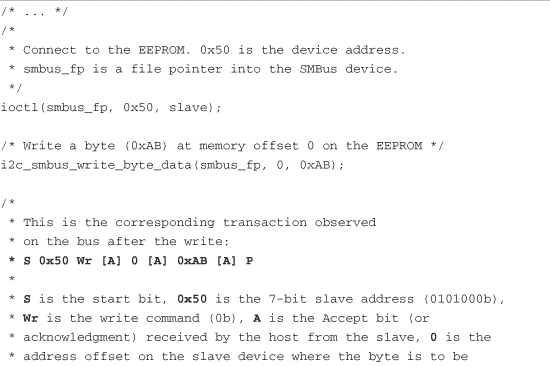 /* ... */
/*
 * Connect to the EEPROM. 0x50 is the device address.
 * smbus_fp is a file pointer into the SMBus device.
 */
ioctl(smbus_fp, 0x50, slave);

/* Write a byte (0xAB) at memory offset 0 on the EEPROM */
i2c_smbus_write_byte_data(smbus_fp, 0, 0xAB);

/*
 * This is the corresponding transaction observed
 * on the bus after the write:
 * S 0x50 Wr [A] 0 [A] 0xAB [A] P
 *
 * S is the start bit, 0x50 is the 7-bit slave address (0101000b),
 * Wr is the write command (0b), A is the Accept bit (or
 * acknowledgment) received by the host from the slave, 0 is the
 * address offset on the slave device where the byte is to be